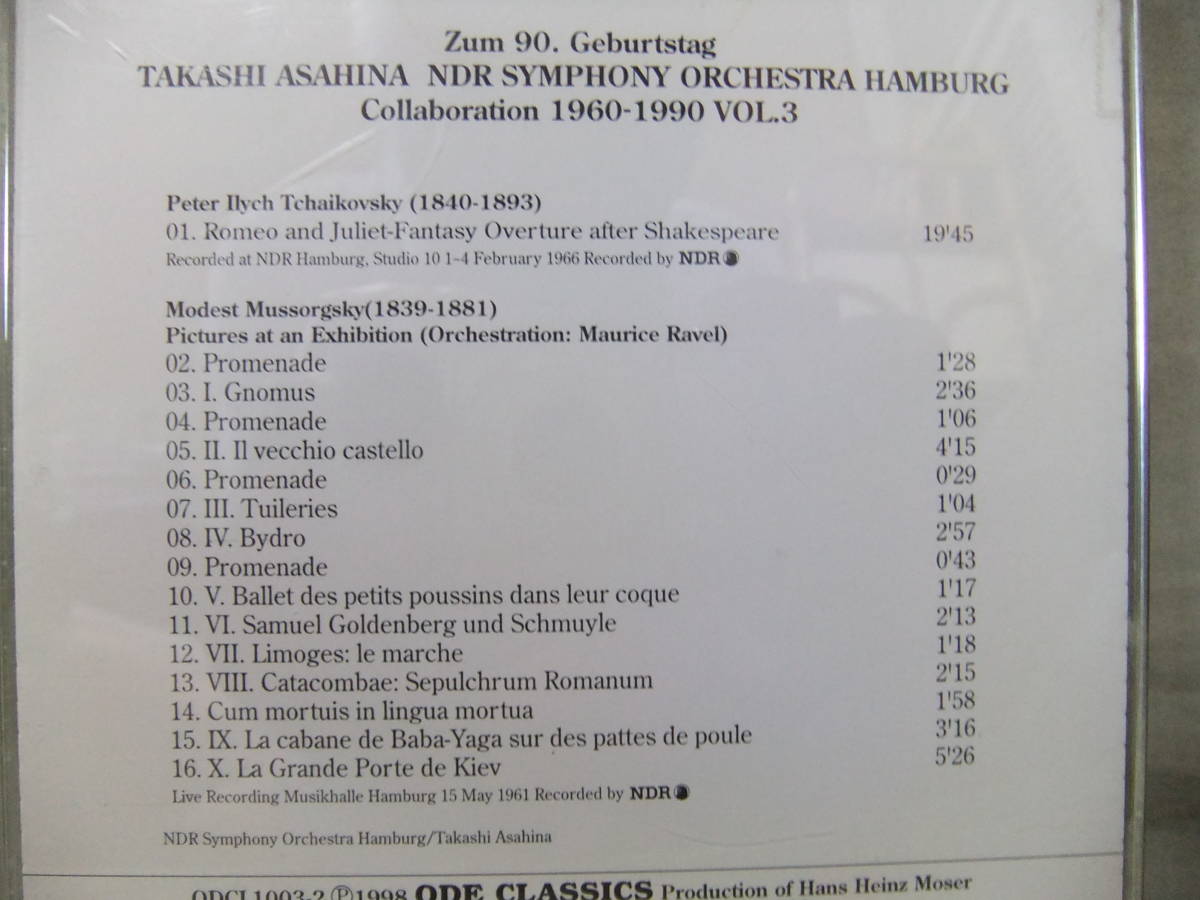 Zum 90. Geburtstag
TAKASHI ASAHINA NDR SYMPHONY ORCHESTRA HAMBURG
Collaboration 1960-1990 VOL.3
Peter Ilych Tchaikovsky (1840-1893)
01. Romeo and Juliet-Fantasy Overture after Shakespeare 19'45
Recorded at NDR Hamburg, Studio 10 1-4 February 1966 Recorded by NDR
Modest Mussorgsky(1839-1881)
Pictures at an Exhibition (Orchestration: Maurice Ravel)
02. Promenade 1'28
03. I. Gnomus 2'36
04. Promenade 1'06
05. II. Il vecchio castello 4'15
06. Promenade 0'29
07. III. Tuileries 1'04
08. IV. Bydro 2'57
09. Promenade 0'43
10. V. Ballet des petits poussins dans leur coque 1'17
11. VI. Samuel Goldenberg und Schmuyle 2'13
12. VII. Limoges: le marche 1'18
13. VIII. Catacombae: Sepulchrum Romanum 2'15
14. Cum mortuis in lingua mortua 1'58
15. IX. La cabane de Baba-Yaga sur des pattes de poule 3'16
16. X. La Grande Porte de Kiev 5'26
Live Recording Musikhalle Hamburg 15 May 1961 Recorded by NDR
NDR Symphony Orchestra Hamburg/Takashi Asahina
ODCL1003-2 Ⓟ1998 ODE CLASSICS Production of Hans Heinz Moser